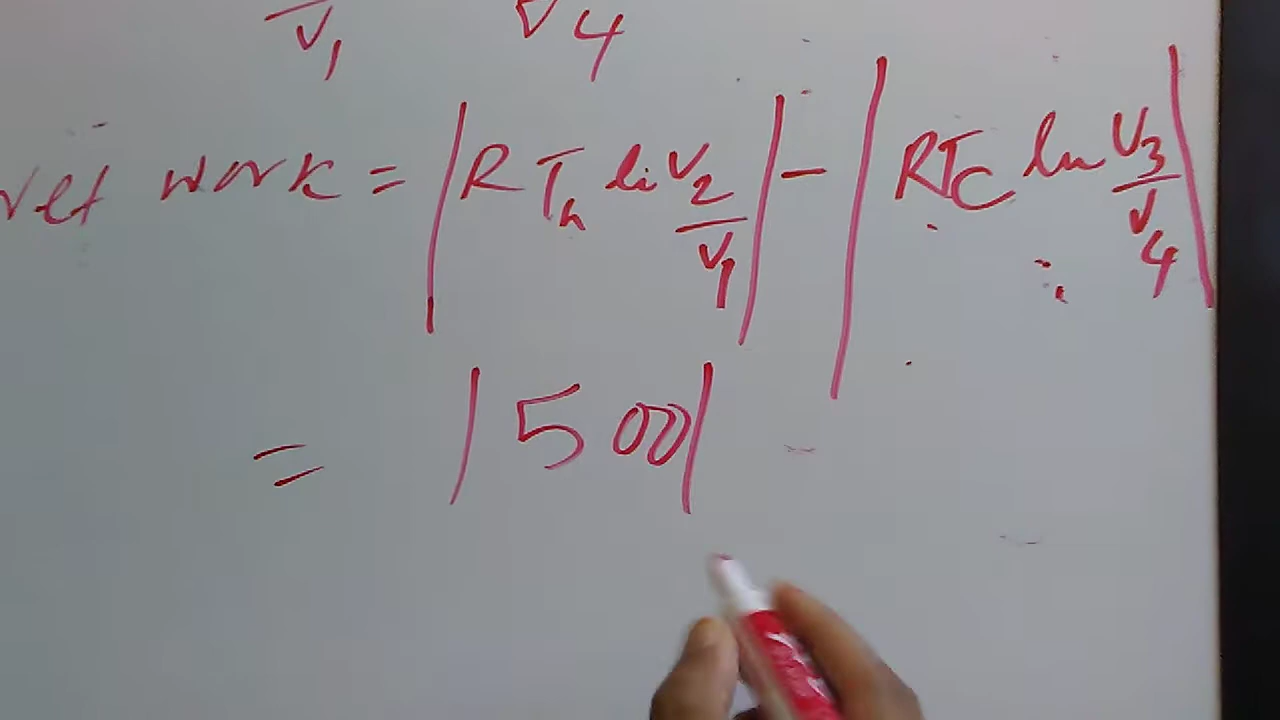 V1 V4
Net work = |RTh ln V2/V1| - |RTC ln V3/V4|
= |500|